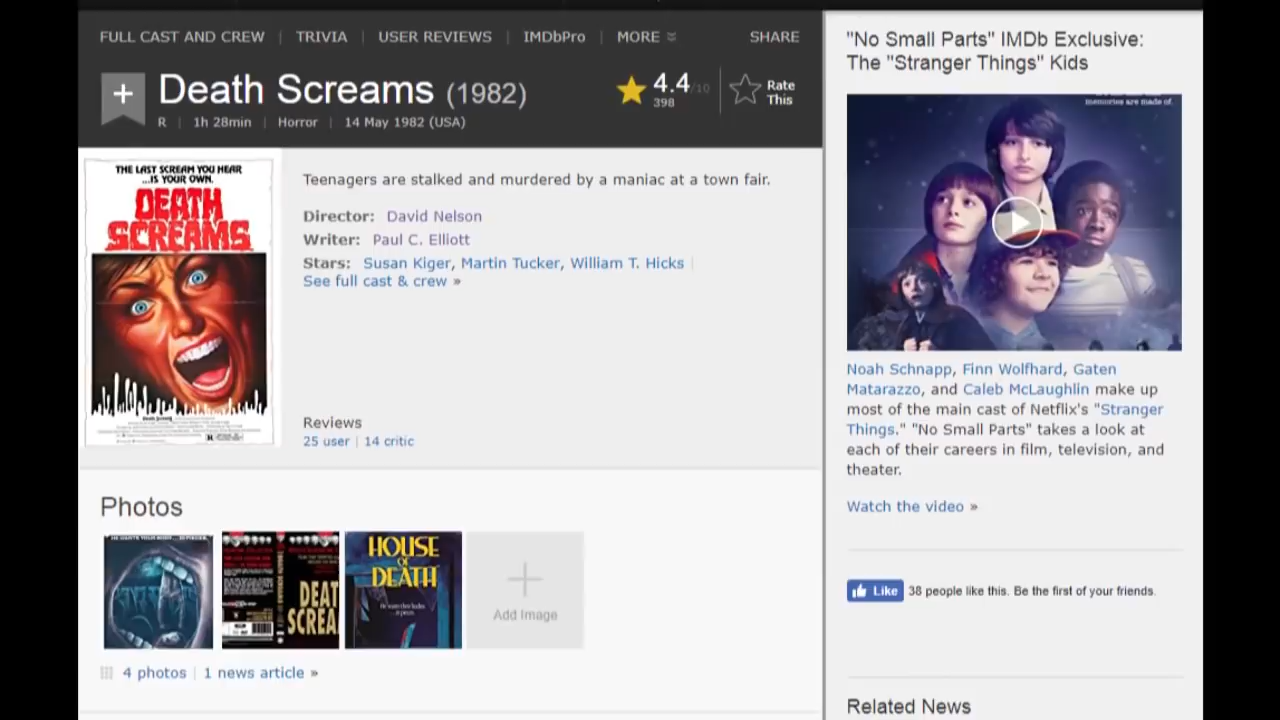 FULL CAST AND CREW | TRIVIA | USER REVIEWS | IMDbPro | MORE SHARE
+ Death Screams (1982)
4.4/10
398
Rate
This
R | 1h 28min | Horror | 14 May 1982 (USA)
THE LAST SCREAM YOU HEAR
...IS YOUR OWN.
DEATH
SCREAMS
Teenagers are stalked and murdered by a maniac at a town fair.
Director: David Nelson
Writer: Paul C. Elliott
Stars: Susan Kiger, Martin Tucker, William T. Hicks |
See full cast & crew »
Reviews
25 user | 14 critic
Photos
HOUSE
OF
DEATH
DEAT
SCREA
Add Image
4 photos | 1 news article »
"No Small Parts" IMDb Exclusive:
The "Stranger Things" Kids
memories are made of.
Noah Schnapp, Finn Wolfhard, Gaten
Matarazzo, and Caleb McLaughlin make up
most of the main cast of Netflix's "Stranger
Things." "No Small Parts" takes a look at
each of their careers in film, television, and
theater.
Watch the video »
Like 38 people like this. Be the first of your friends.
Related News